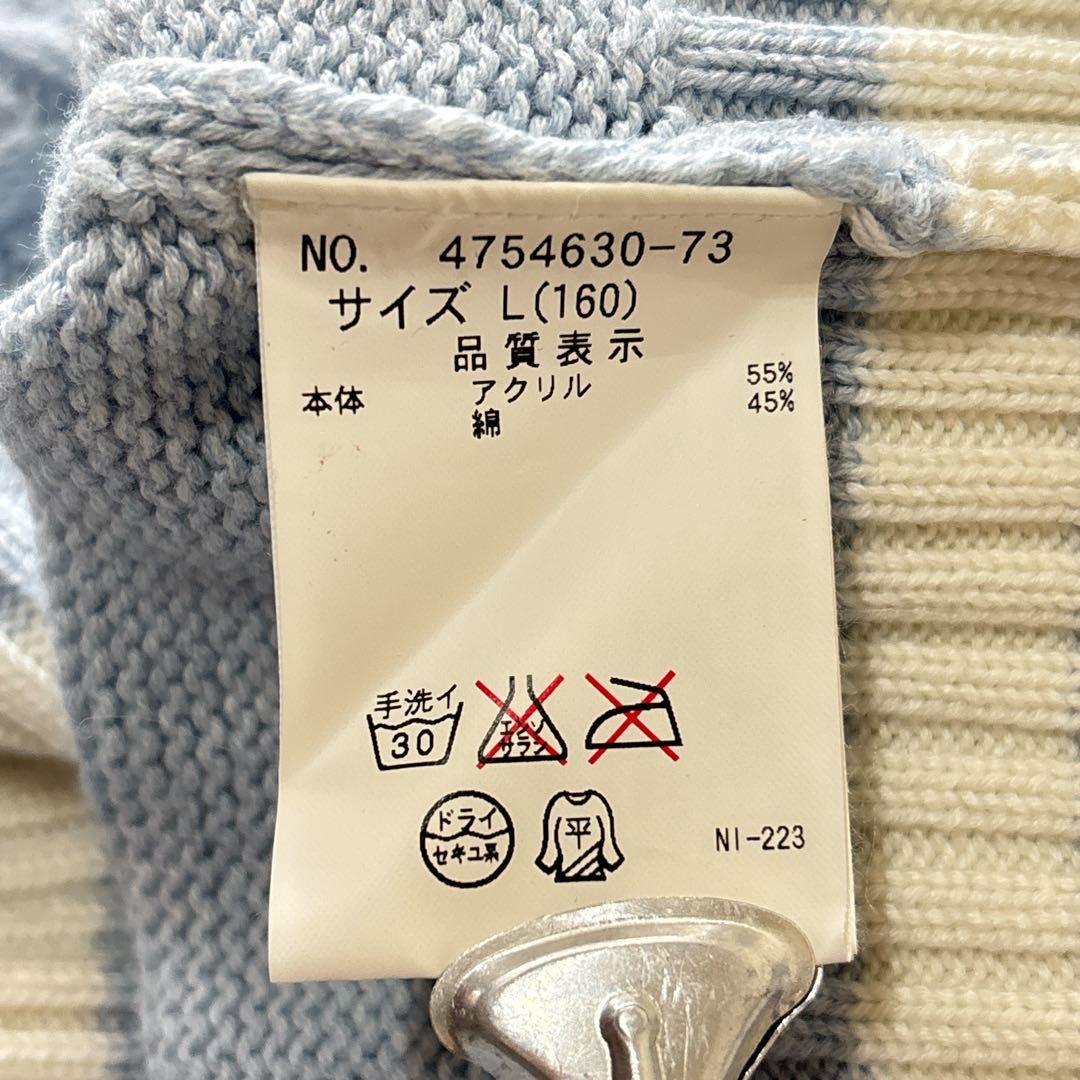 NO. 4754630-73
サイズ L(160)
品質表示
本体 アクリル 55%
綿 45%
手洗イ
30
エンソ
サラシ
ドライ
セキユ系
平
NI-223